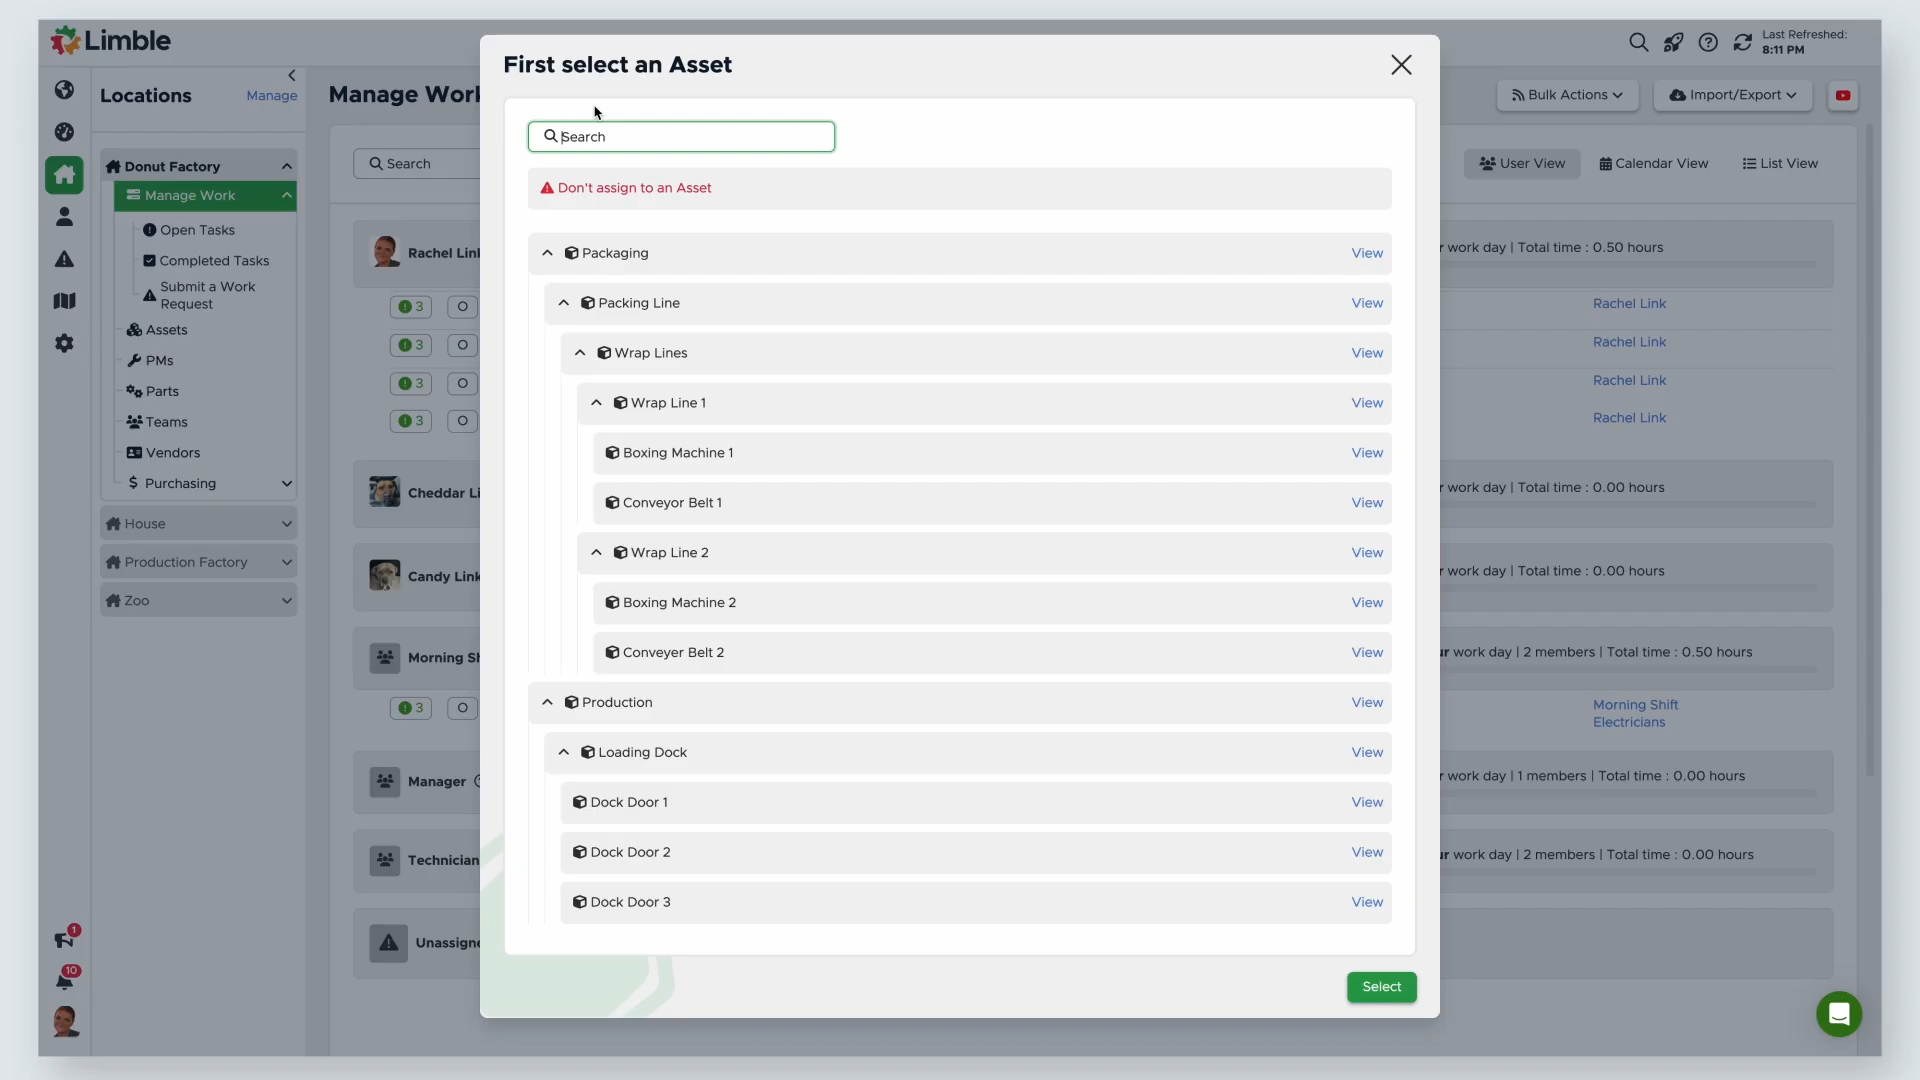 Limble
Last Refreshed:
8:11 PM
Locations
Manage
Donut Factory
Manage Work
Open Tasks
Completed Tasks
Submit a Work
Request
Assets
PMs
Parts
Teams
Vendors
Purchasing
House
Production Factory
Zoo
1
10
Manage Work
Bulk Actions
Import/Export
Search
User View
Calendar View
List View
Rachel Link
work day | Total time : 0.50 hours
3
Rachel Link
3
Rachel Link
3
Rachel Link
3
Rachel Link
Cheddar Li
work day | Total time : 0.00 hours
Candy Link
work day | Total time : 0.00 hours
Morning Sh
work day | 2 members | Total time : 0.50 hours
3
Morning Shift
Electricians
Manager
work day | 1 members | Total time : 0.00 hours
Technician
work day | 2 members | Total time : 0.00 hours
Unassigne
First select an Asset
Search
Don't assign to an Asset
Packaging View
Packing Line View
Wrap Lines View
Wrap Line 1 View
Boxing Machine 1 View
Conveyor Belt 1 View
Wrap Line 2 View
Boxing Machine 2 View
Conveyer Belt 2 View
Production View
Loading Dock View
Dock Door 1 View
Dock Door 2 View
Dock Door 3 View
Select